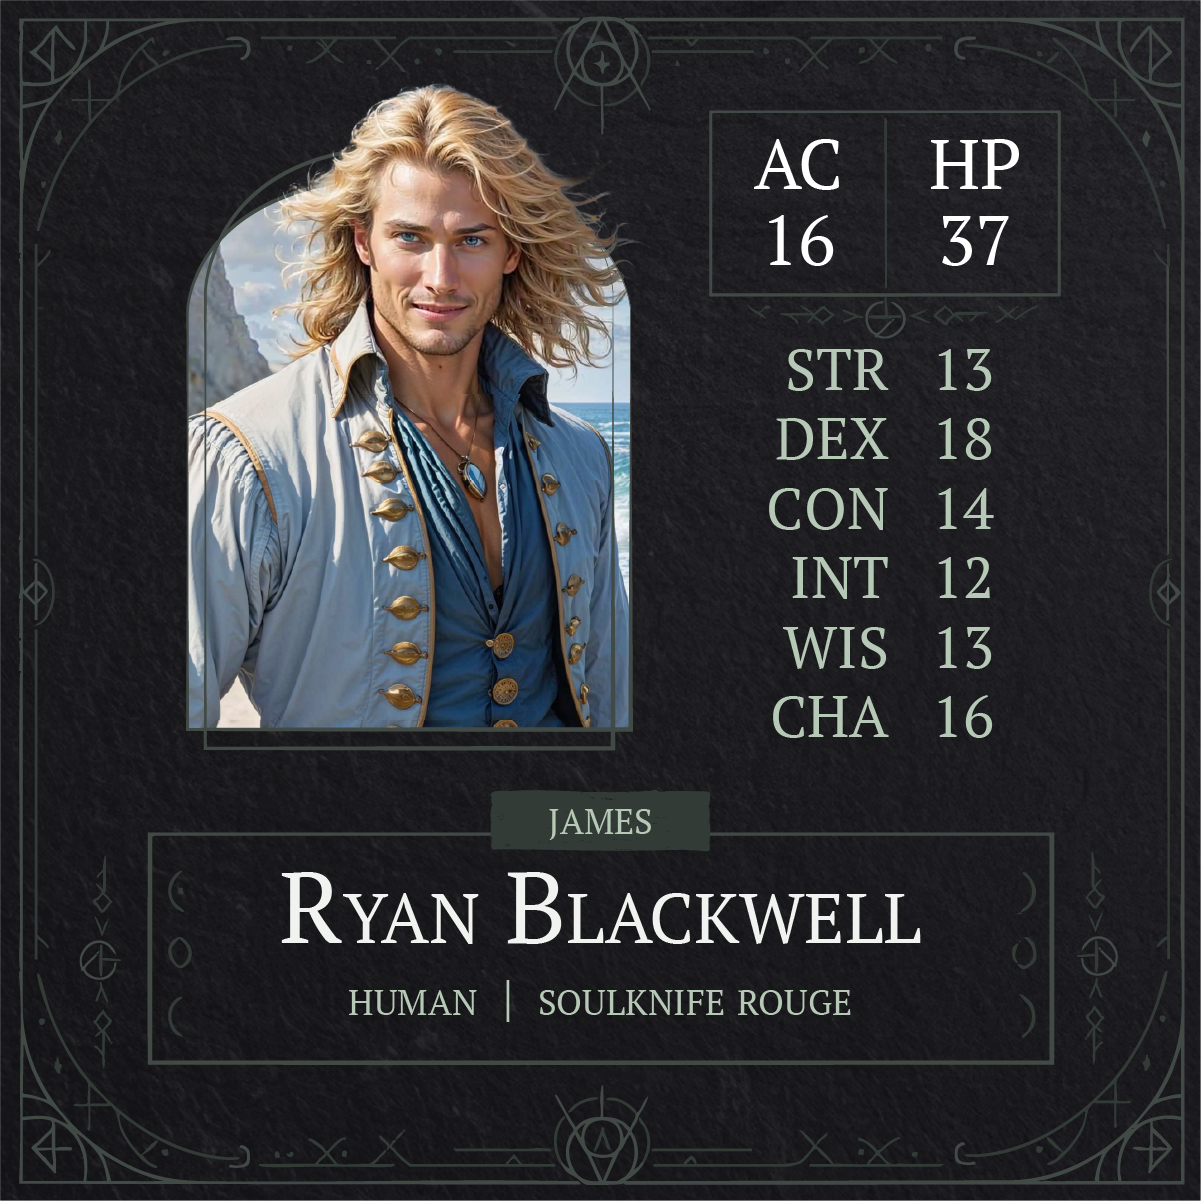 AC HP
16 37
STR 13
DEX 18
CON 14
INT 12
WIS 13
CHA 16
JAMES
RYAN BLACKWELL
HUMAN | SOULKNIFE ROUGE